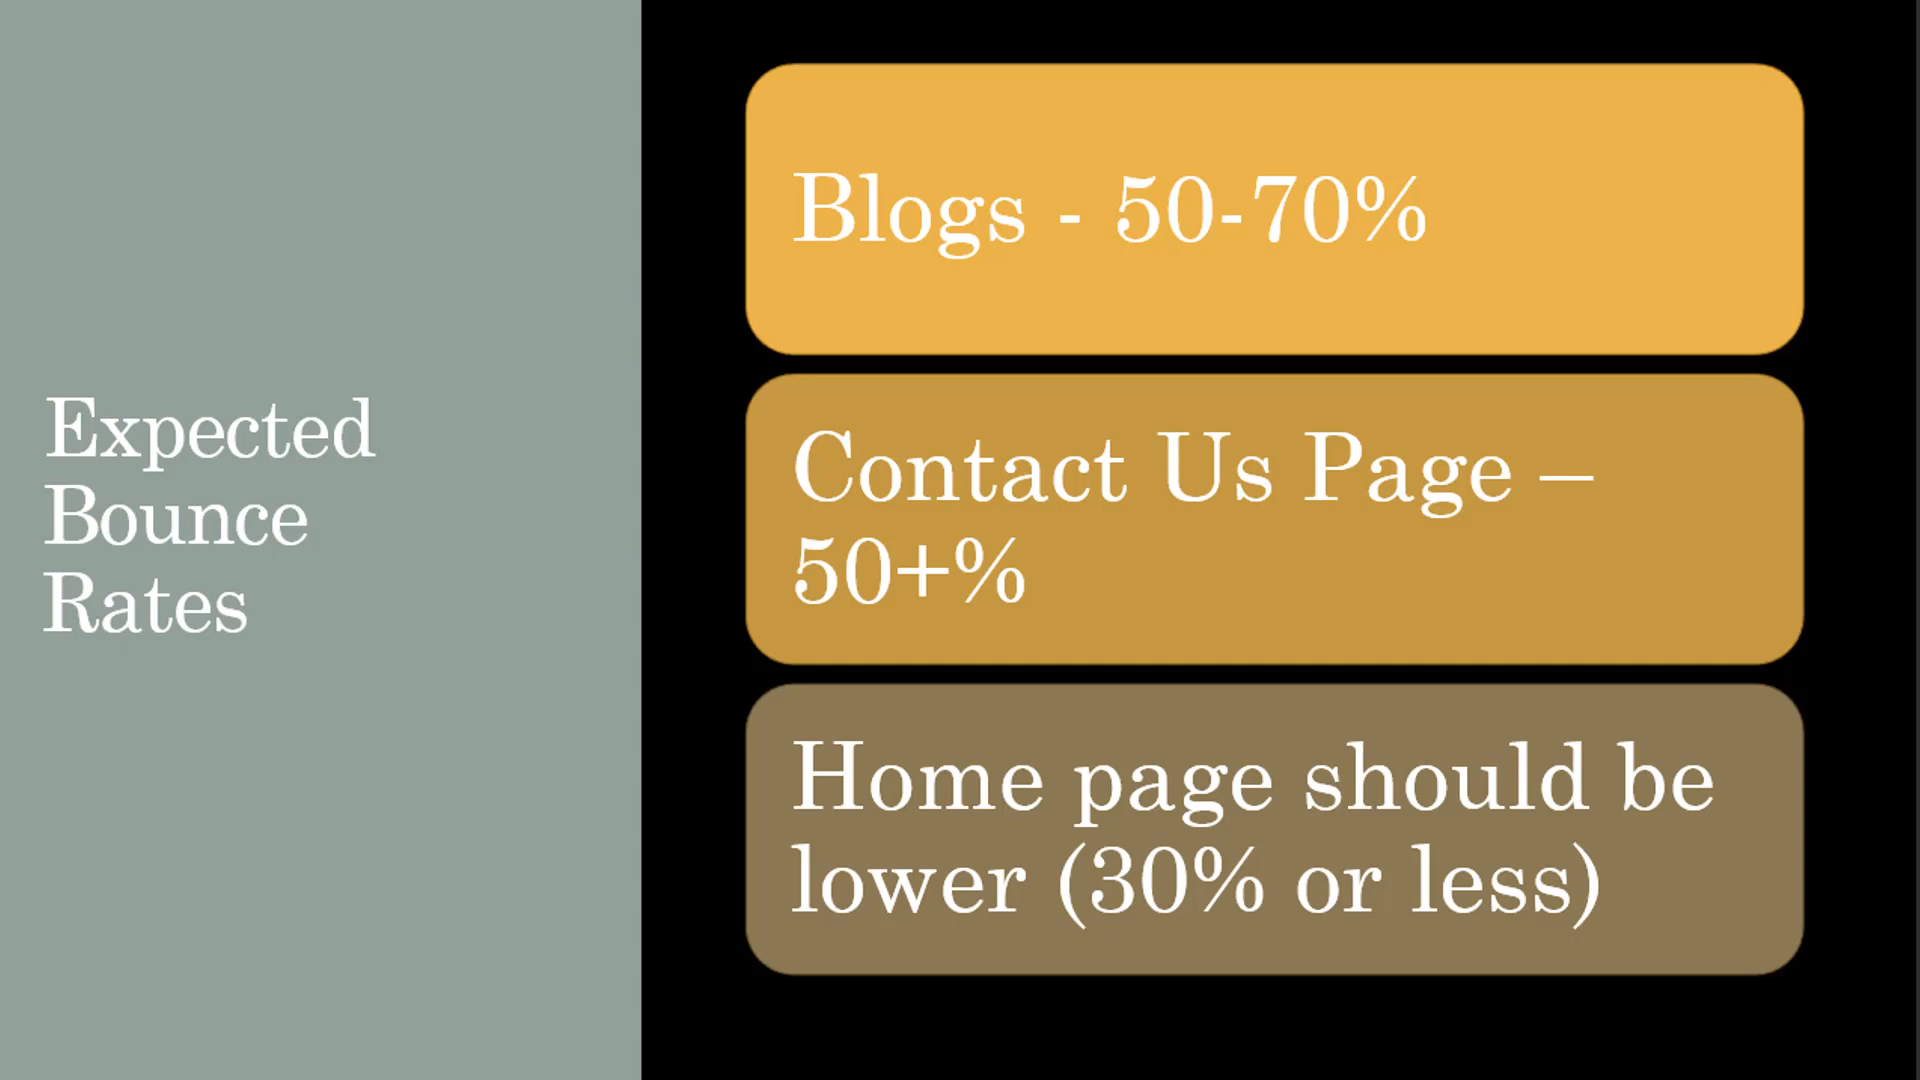 Expected
Bounce
Rates
Blogs - 50-70%
Contact Us Page –
50+%
Home page should be
lower (30% or less)